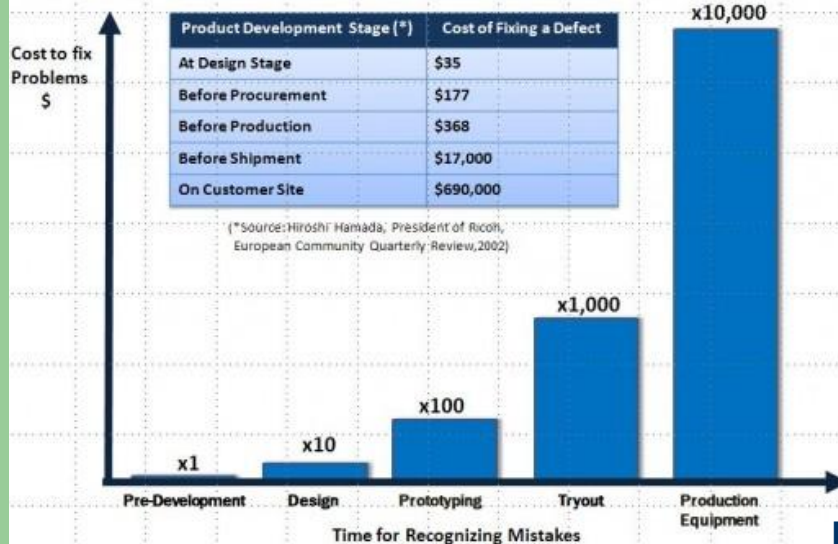 x10,000
Cost to fix
Problems
$
Product Development Stage (*) Cost of Fixing a Defect
At Design Stage $35
Before Procurement $177
Before Production $368
Before Shipment $17,000
On Customer Site $690,000
(*Source: Hiroshi Hamada, President of Ricoh,
European Community Quarterly Review,2002)
x1,000
x100
x10
x1
Pre-Development Design Prototyping Tryout Production
Equipment
Time for Recognizing Mistakes